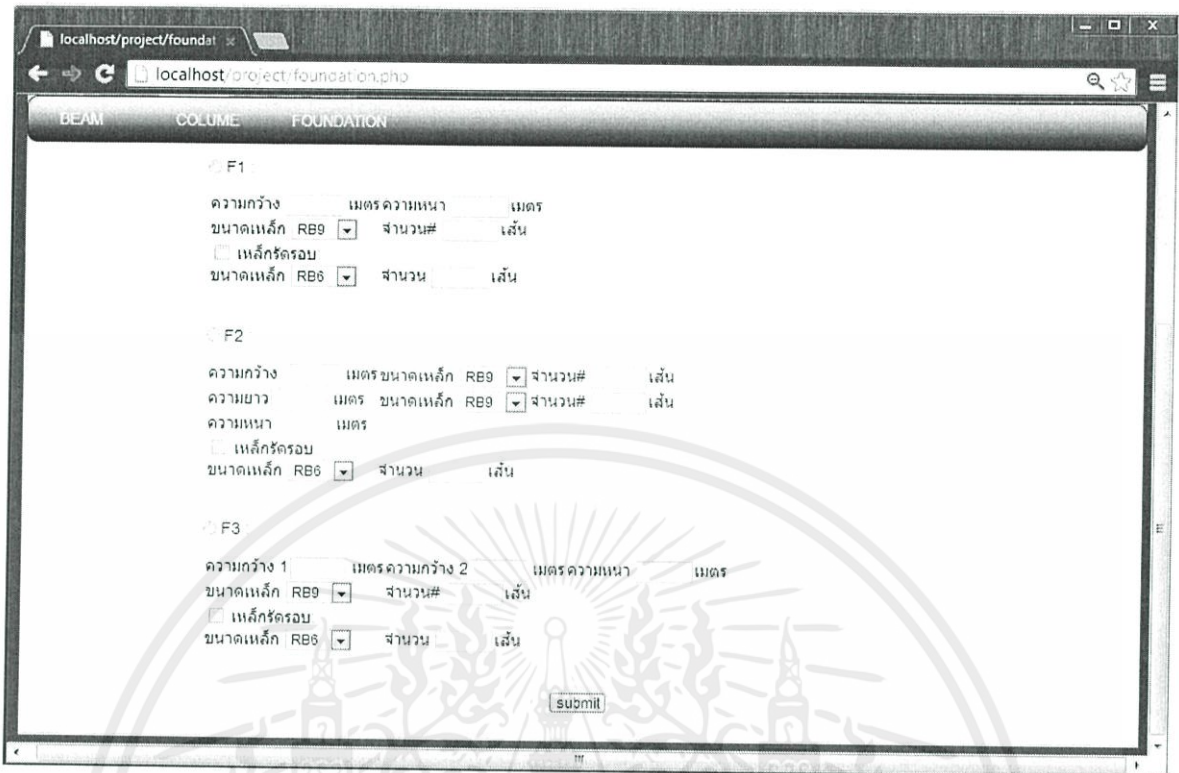 localhost/project/foundat
localhost/project/foundation.php
BEAM COLUME FOUNDATION
F1
ความกว้าง เมตร ความหนา เมตร
ขนาดเหล็ก RB9 จำนวน# เส้น
เหล็กรัดรอบ
ขนาดเหล็ก RB6 จำนวน เส้น
F2
ความกว้าง เมตร ขนาดเหล็ก RB9 จำนวน# เส้น
ความยาว เมตร ขนาดเหล็ก RB9 จำนวน# เส้น
ความหนา เมตร
เหล็กรัดรอบ
ขนาดเหล็ก RB6 จำนวน เส้น
F3
ความกว้าง 1 เมตร ความกว้าง 2 เมตร ความหนา เมตร
ขนาดเหล็ก RB9 จำนวน# เส้น
เหล็กรัดรอบ
ขนาดเหล็ก RB6 จำนวน เส้น
submit